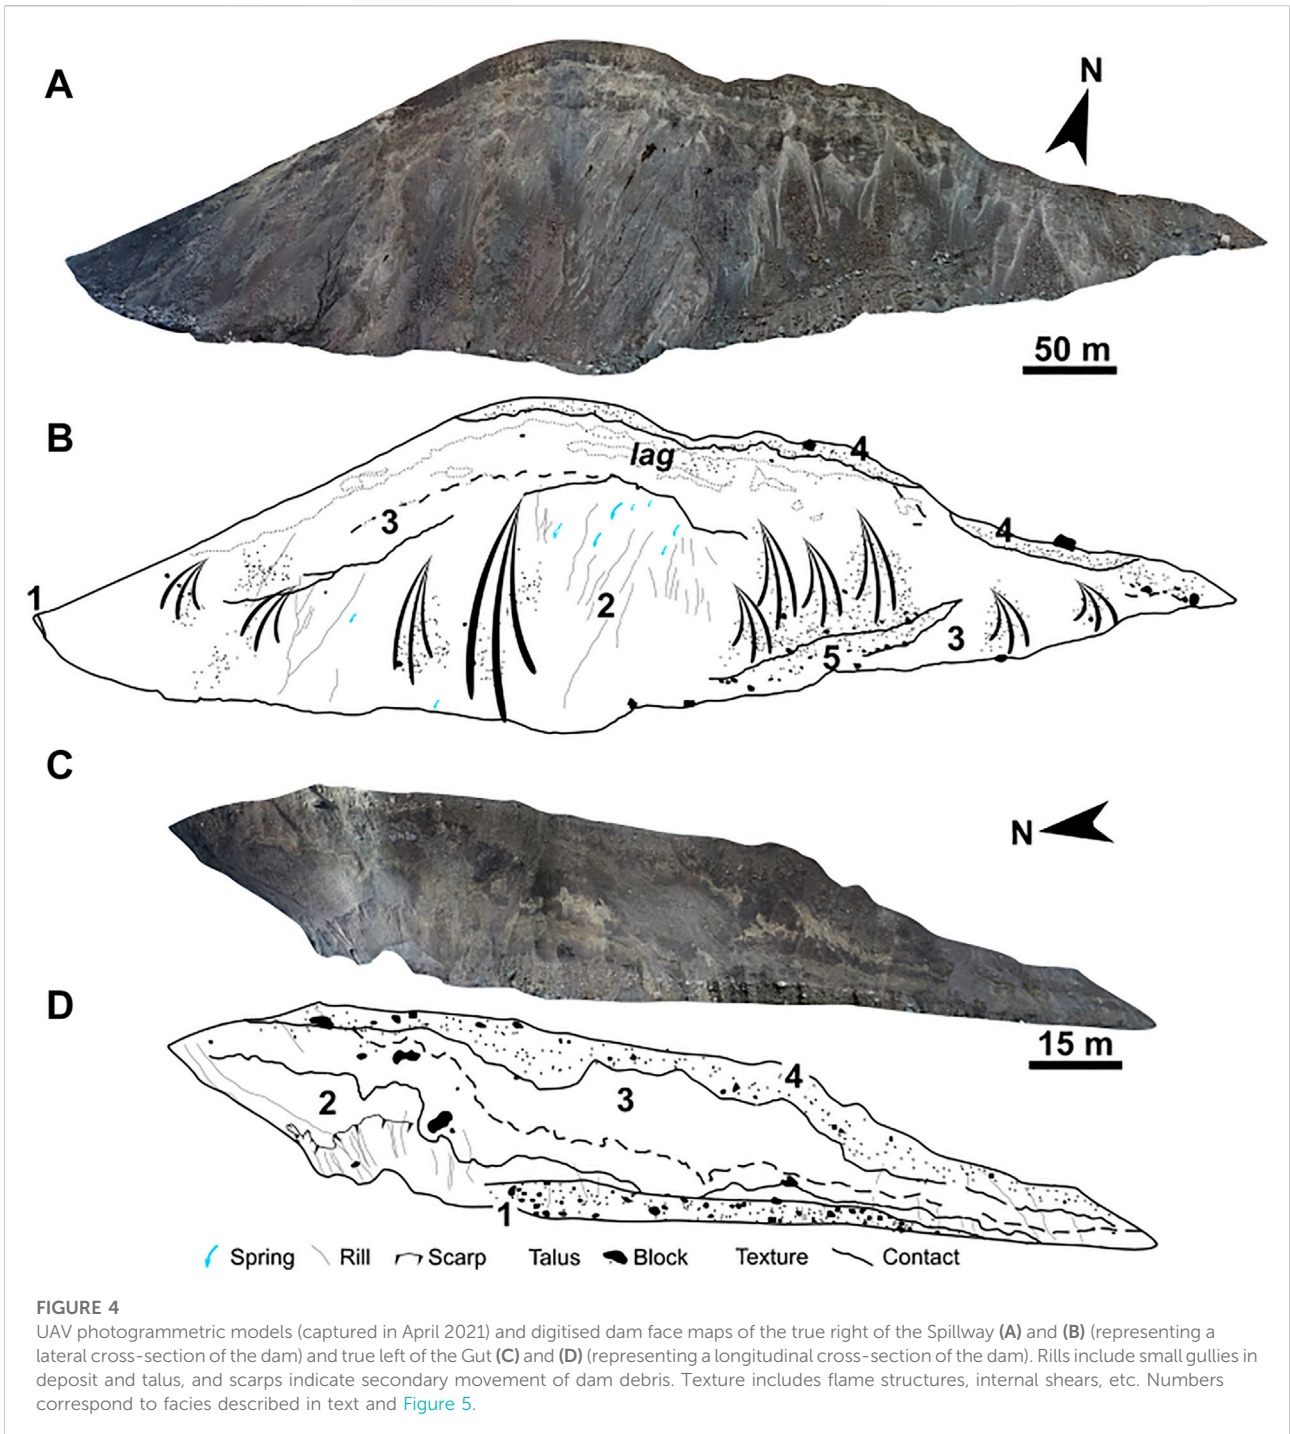 A
N
50 m
B
lag
4
3
4
1
2
3
5
C
N
D
15 m
4
3
2
1
Spring Rill Scarp Talus Block Texture Contact
FIGURE 4
UAV photogrammetric models (captured in April 2021) and digitised dam face maps of the true right of the Spillway (A) and (B) (representing a
lateral cross-section of the dam) and true left of the Gut (C) and (D) (representing a longitudinal cross-section of the dam). Rills include small gullies in
deposit and talus, and scarps indicate secondary movement of dam debris. Texture includes flame structures, internal shears, etc. Numbers
correspond to facies described in text and Figure 5.